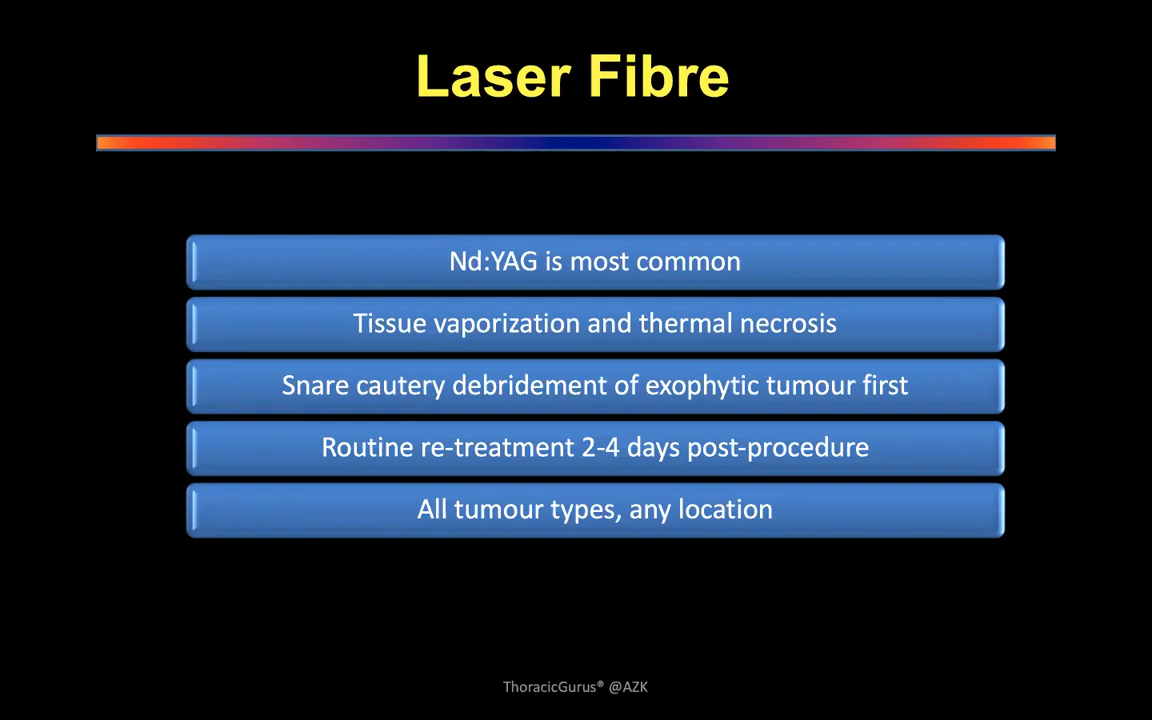 Laser Fibre
Nd:YAG is most common
Tissue vaporization and thermal necrosis
Snare cautery debridement of exophytic tumour first
Routine re-treatment 2-4 days post-procedure
All tumour types, any location
ThoracicGurus® @AZK